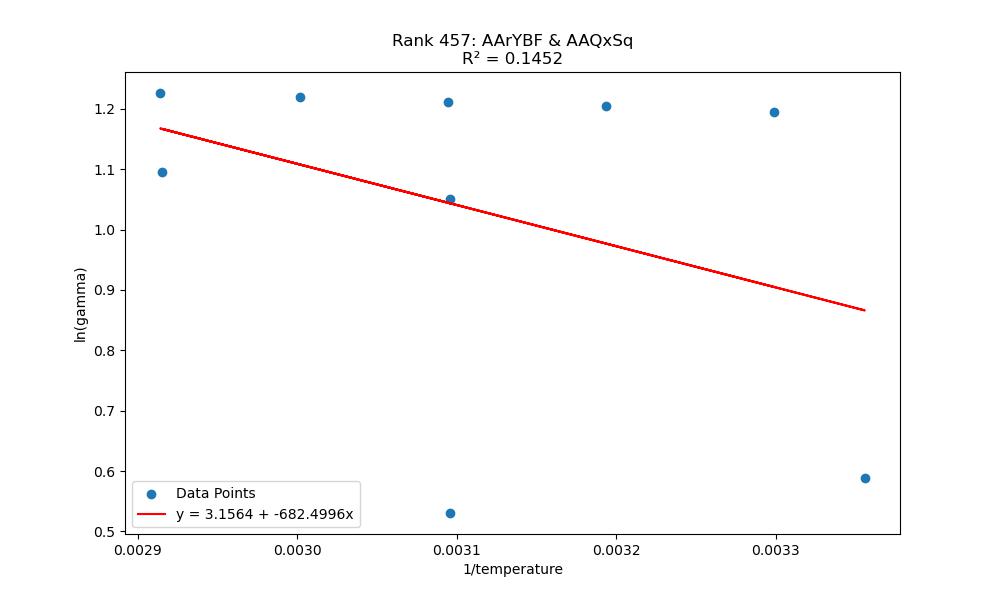 Rank 457: AArYBF & AAQxSq
R² = 0.1452
1.2
1.1
1.0
0.9
0.8
0.7
0.6
0.5
ln(gamma)
Data Points
y = 3.1564 + -682.4996x
0.0029 0.0030 0.0031 0.0032 0.0033
1/temperature